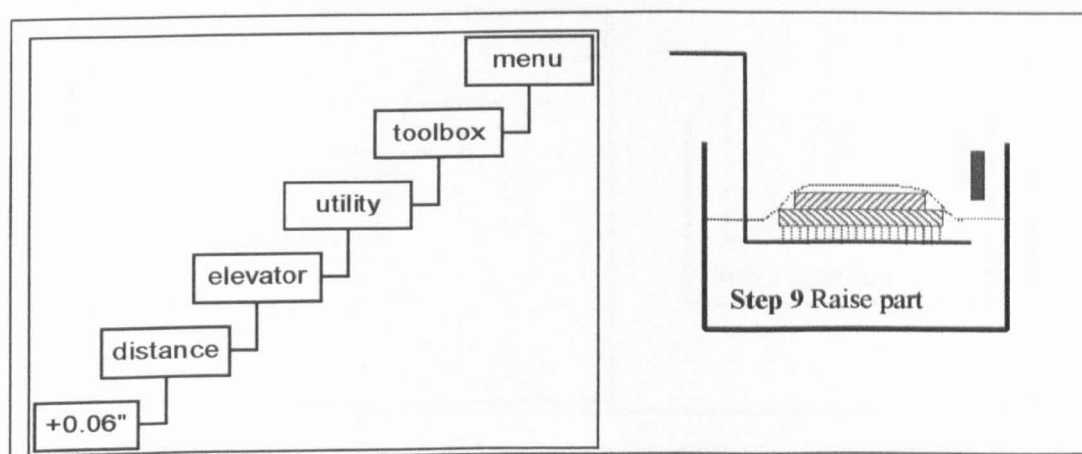 menu
toolbox
utility
elevator
distance
+0.06"
Step 9 Raise part